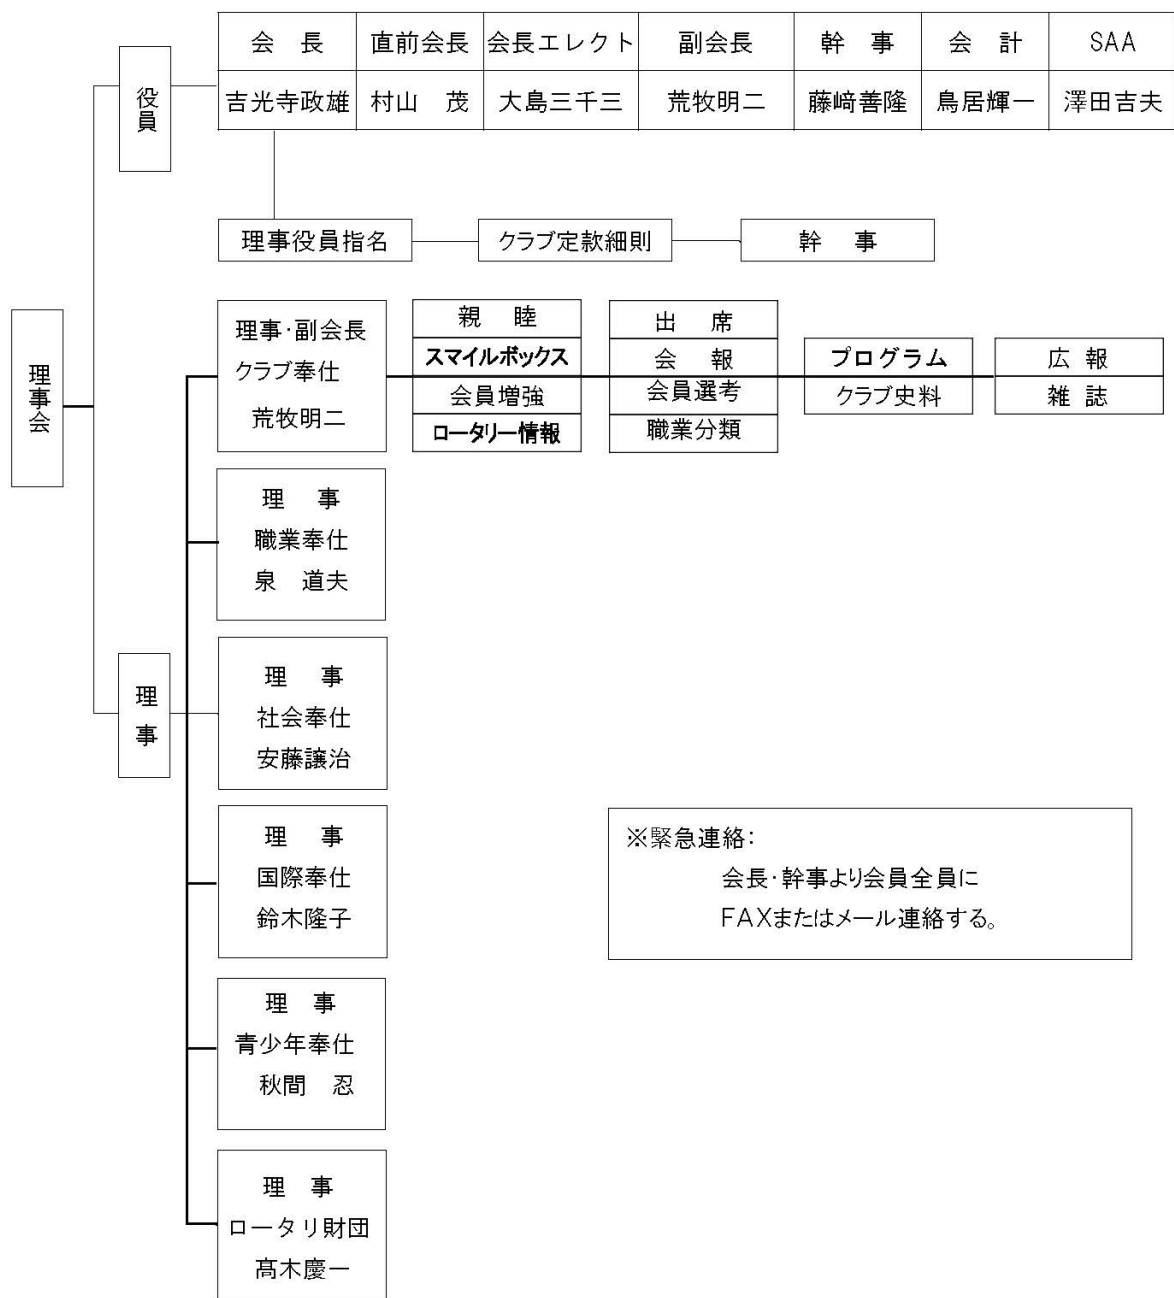 会　長 直前会長 会長エレクト 副会長 幹　事 会　計 SAA
吉光寺政雄 村山　茂 大島三千三 荒牧明二 藤﨑善隆 鳥居輝一 澤田吉夫
役員
理事役員指名 クラブ定款細則 幹　事
理事会
理事・副会長
クラブ奉仕
荒牧明二
親　睦
スマイルボックス
会員増強
ロータリー情報
出　席
会　報
会員選考
職業分類
プログラム
クラブ史料
広 報
雑 誌
理　事
職業奉仕
泉　道夫
理事
理　事
社会奉仕
安藤譲治
理　事
国際奉仕
鈴木隆子
※緊急連絡：
会長・幹事より会員全員に
FAXまたはメール連絡する。
理　事
青少年奉仕
秋間　忍
理　事
ロータリ財団
髙木慶一